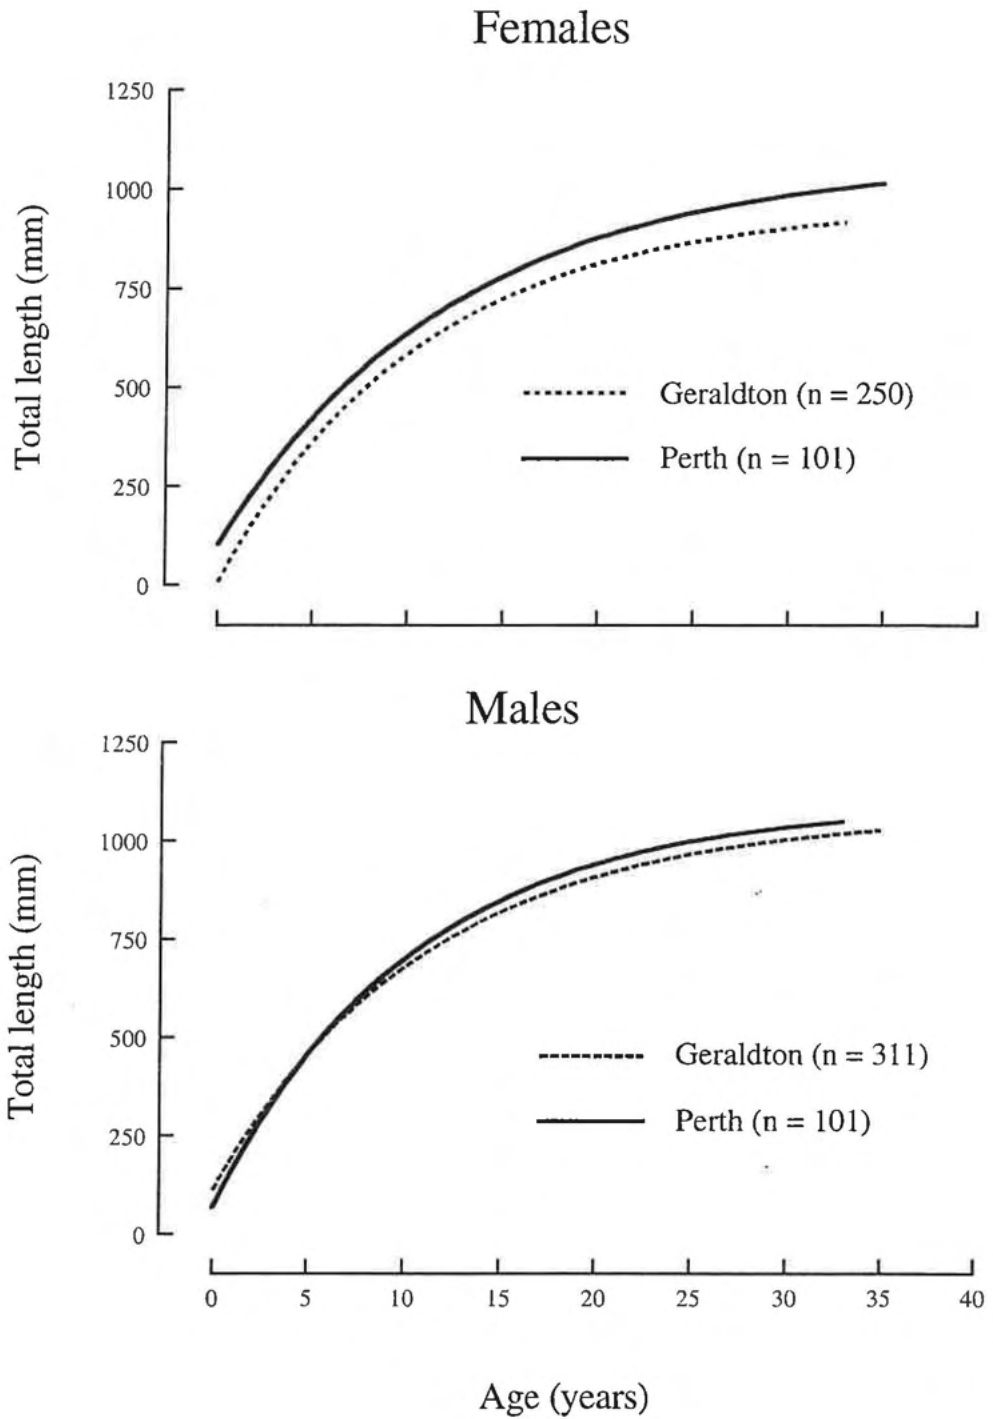 Females
1250
1000
750
500
250
0
Total length (mm)
Geraldton (n = 250)
Perth (n = 101)
Males
1250
1000
750
500
250
0
Total length (mm)
Geraldton (n = 311)
Perth (n = 101)
0 5 10 15 20 25 30 35 40
Age (years)